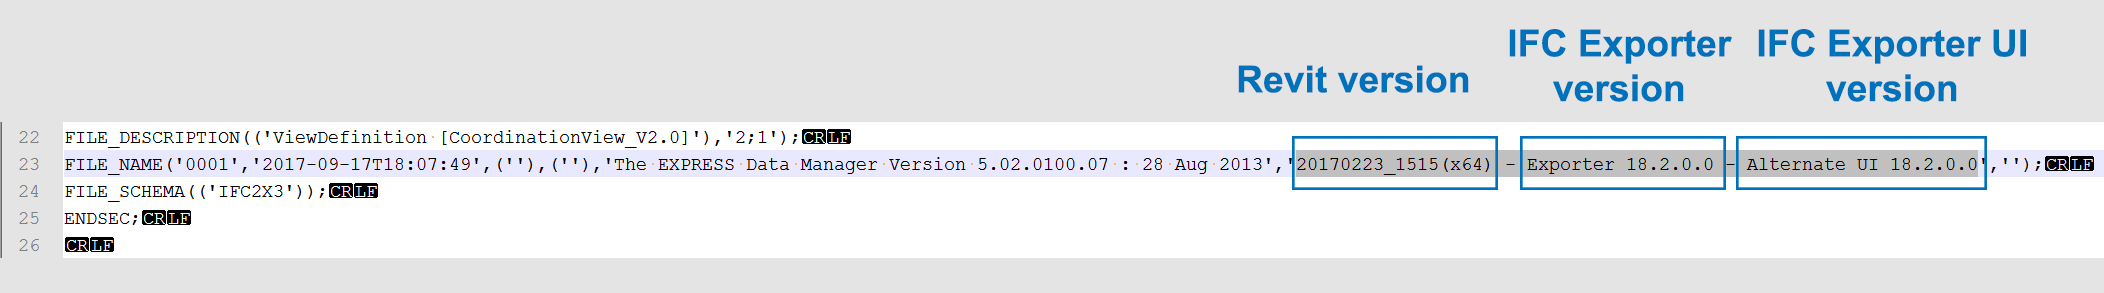 IFC Exporter version
IFC Exporter UI version
Revit version
22 FILE_DESCRIPTION(('ViewDefinition [CoordinationView_V2.0]'),'2;1');CRLF
23 FILE_NAME('0001','2017-09-17T18:07:49',(''),(''),'The EXPRESS Data Manager Version 5.02.0100.07 : 28 Aug 2013','20170223_1515(x64) - Exporter 18.2.0.0 - Alternate UI 18.2.0.0','');CRLF
24 FILE_SCHEMA(('IFC2X3'));CRLF
25 ENDSEC;CRLF
26 CRLF